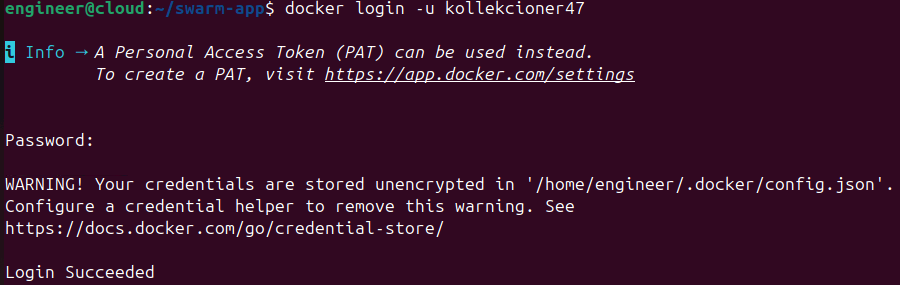 engineer@cloud:~/swarm-app$ docker login -u kollekcioner47
i Info → A Personal Access Token (PAT) can be used instead.
To create a PAT, visit https://app.docker.com/settings
Password:
WARNING! Your credentials are stored unencrypted in '/home/engineer/.docker/config.json'.
Configure a credential helper to remove this warning. See
https://docs.docker.com/go/credential-store/
Login Succeeded